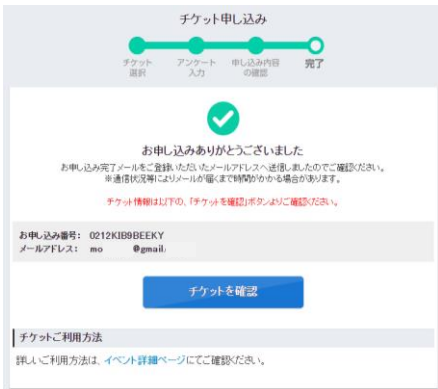 チケット申し込み
チケット
選択
アンケート
入力
申し込み内容
の確認
完了
お申し込みありがとうございました
お申し込み完了メールをご登録いただいたメールアドレスへ送信しましたのでご確認ください。
※通信状況等によりメールが届くまで時間がかかる場合があります。
チケット情報は以下の、「チケットを確認」ボタンよりご確認ください。
お申し込み番号: 0212KIB9BEEKY
メールアドレス: mo @gmail.
チケットを確認
チケットご利用方法
詳しいご利用方法は、イベント詳細ページにてご確認ください。